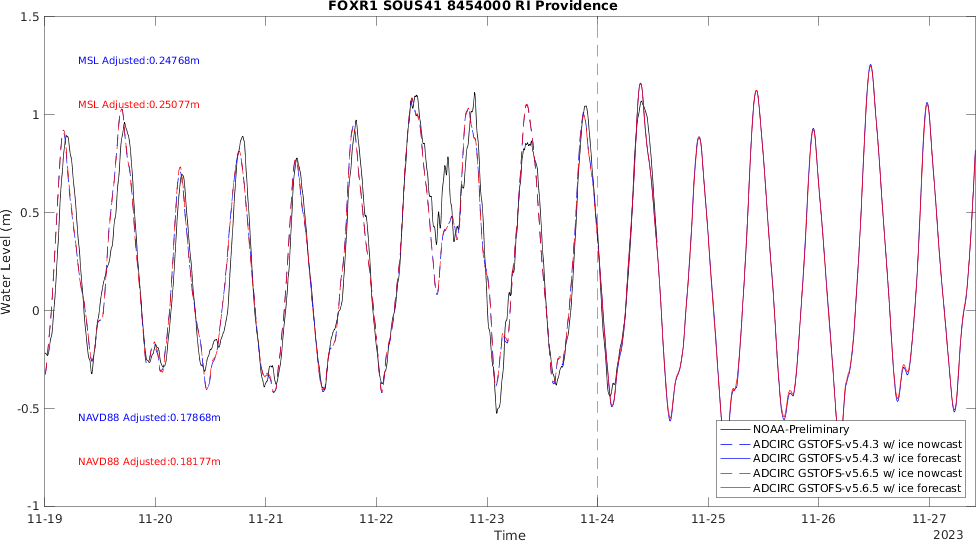 FOXR1 SOUS41 8454000 RI Providence
1.5
1
0.5
0
-0.5
-1
Water Level (m)
MSL Adjusted:0.24768m
MSL Adjusted:0.25077m
NAVD88 Adjusted:0.17868m
NAVD88 Adjusted:0.18177m
NOAA-Preliminary
ADCIRC GSTOFS-v5.4.3 w/ ice nowcast
ADCIRC GSTOFS-v5.4.3 w/ ice forecast
ADCIRC GSTOFS-v5.6.5 w/ ice nowcast
ADCIRC GSTOFS-v5.6.5 w/ ice forecast
11-19 11-20 11-21 11-22 11-23 11-24 11-25 11-26 11-27
Time
2023